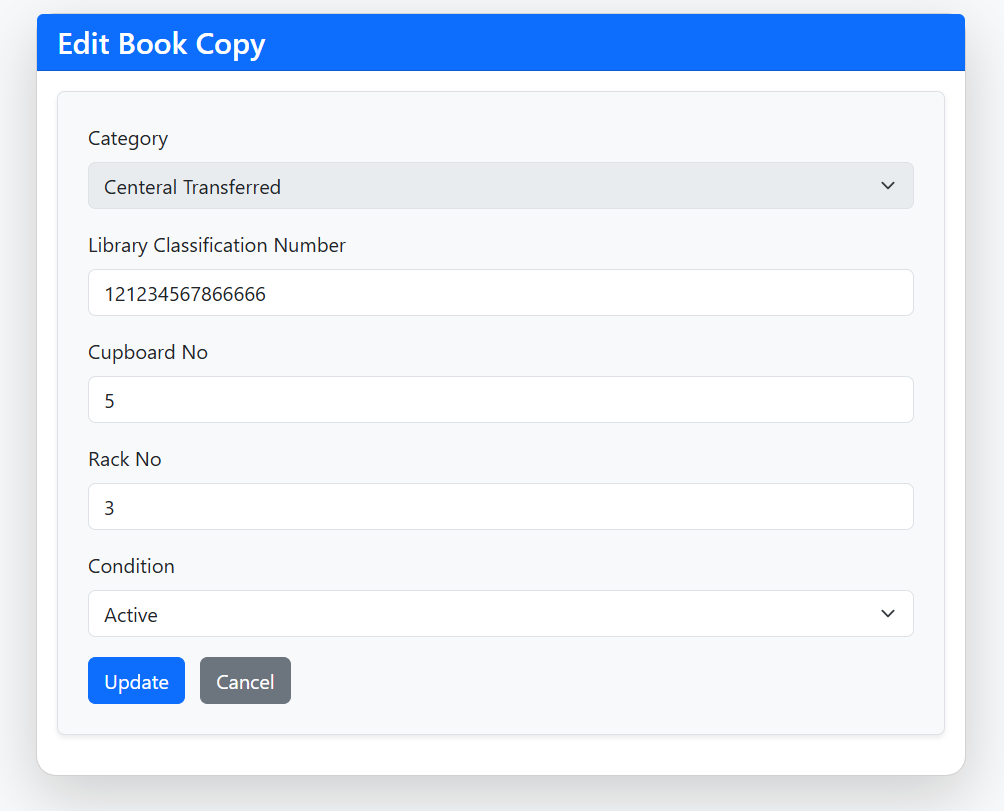 Edit Book Copy
Category
Centeral Transferred
Library Classification Number
121234567866666
Cupboard No
5
Rack No
3
Condition
Active
Update Cancel